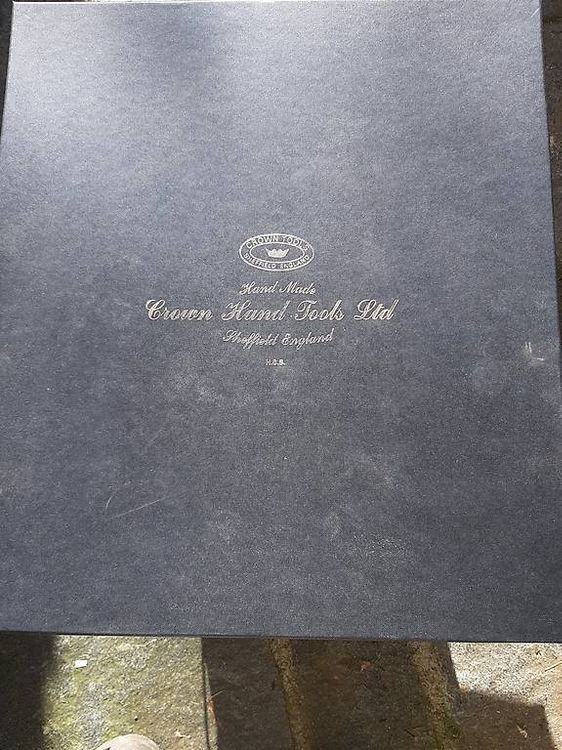 CROWN TOOLS
SHEFFIELD ENGLAND
Hand Made
Crown Hand Tools Ltd
Sheffield England
H.C.S.